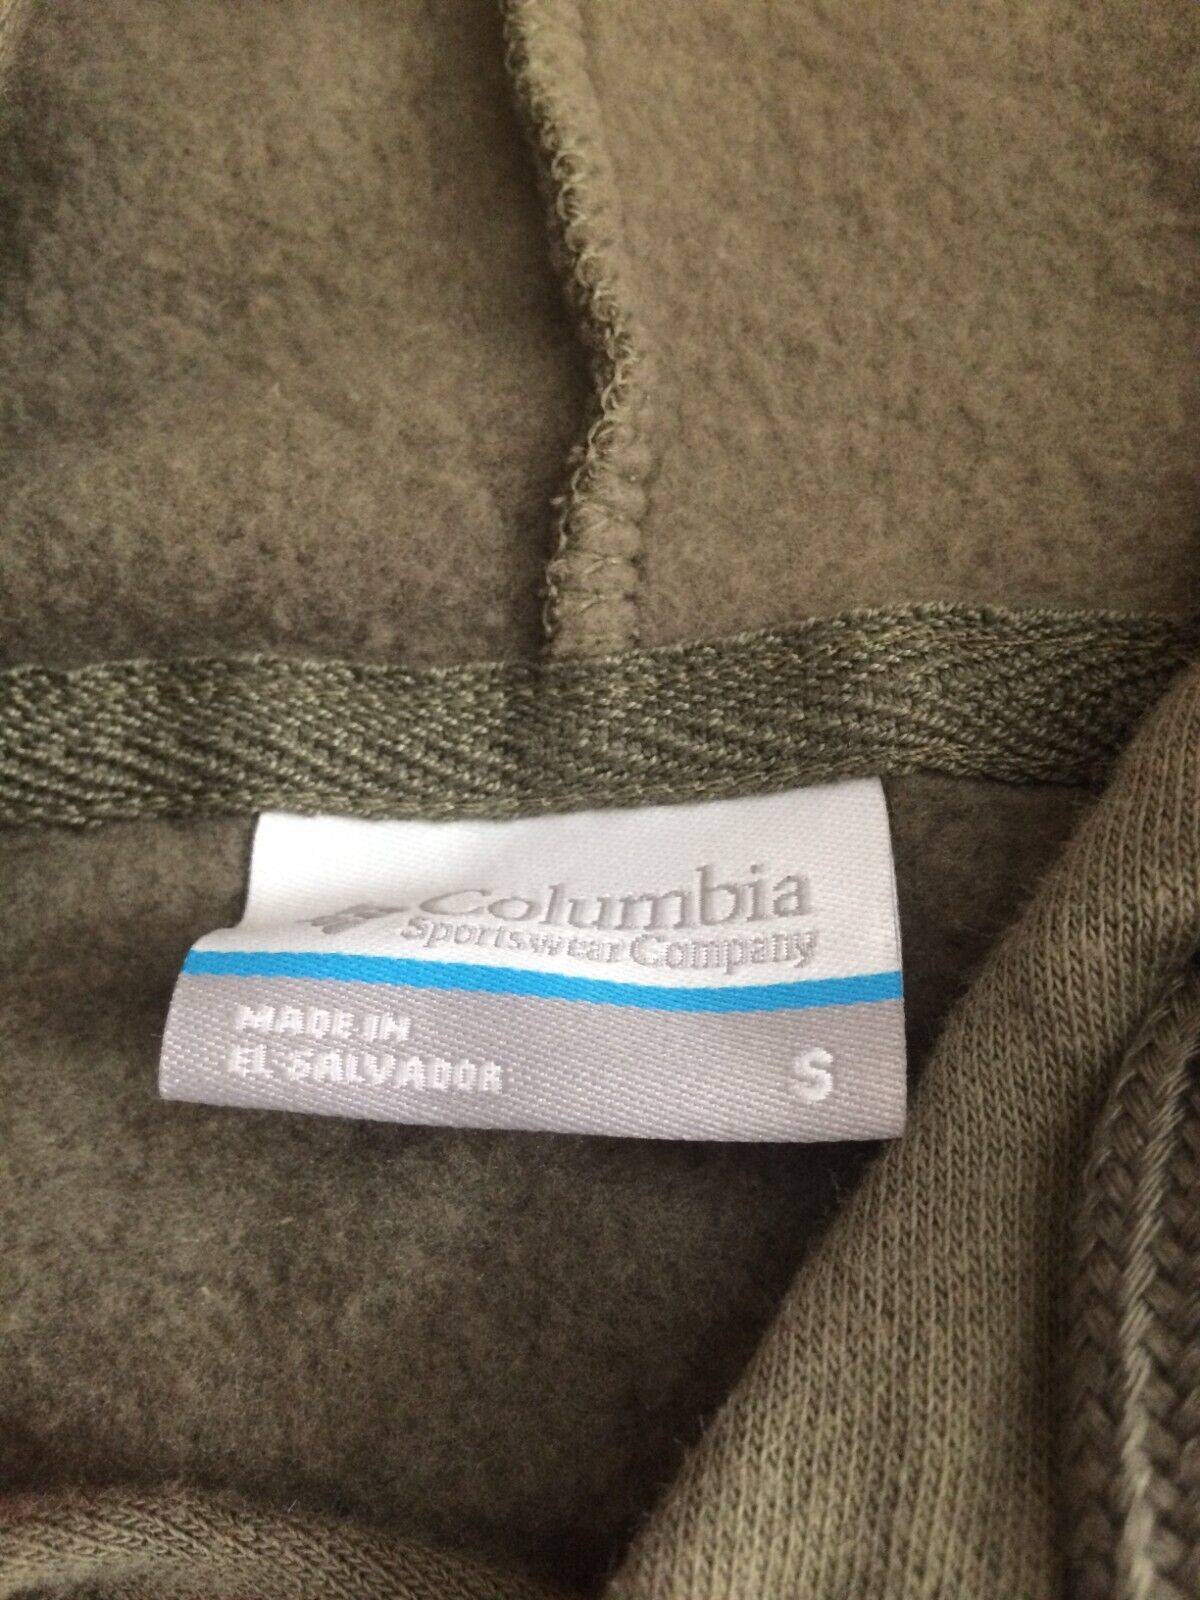 Columbia
Sportswear Company
MADE IN
EL SALVADOR
S